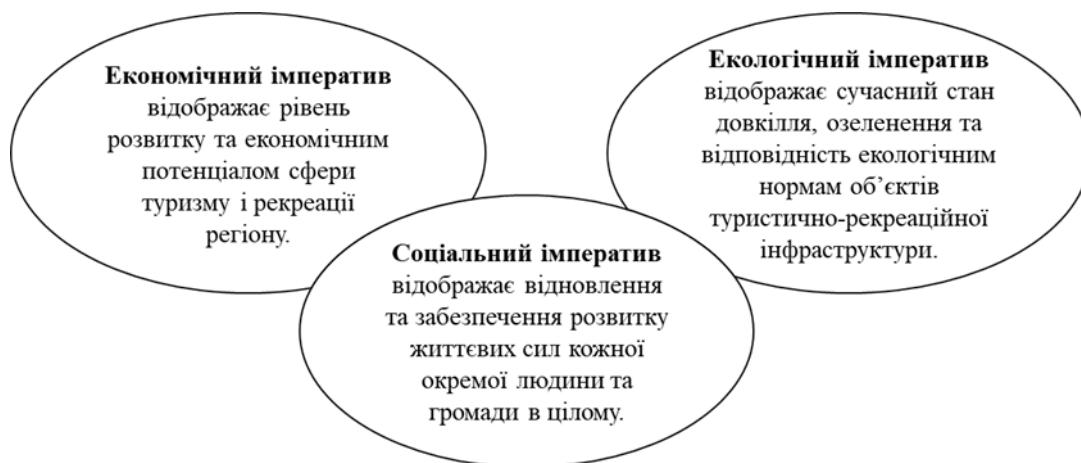 Економічний імператив
відображає рівень
розвитку та економічним
потенціалом сфери
туризму і рекреації
регіону.
Екологічний імператив
відображає сучасний стан
довкілля, озеленення та
відповідність екологічним
нормам об’єктів
туристично-рекреаційної
інфраструктури.
Соціальний імператив
відображає відновлення
та забезпечення розвитку
життєвих сил кожної
окремої людини та
громади в цілому.